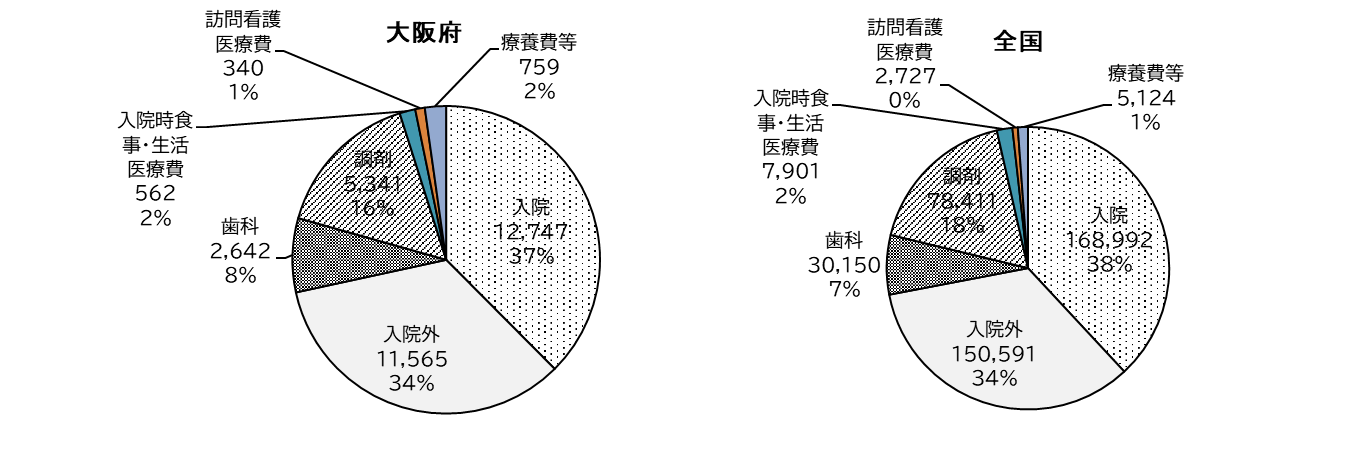 大阪府
訪問看護
医療費
340
1%
療養費等
759
2%
入院時食
事・生活
医療費
562
2%
調剤
5,341
16%
歯科
2,642
8%
入院
12,747
37%
入院外
11,565
34%
全国
訪問看護
医療費
2,727
0%
療養費等
5,124
1%
入院時食
事・生活
医療費
7,901
2%
調剤
78,411
18%
歯科
30,150
7%
入院
168,992
38%
入院外
150,591
34%